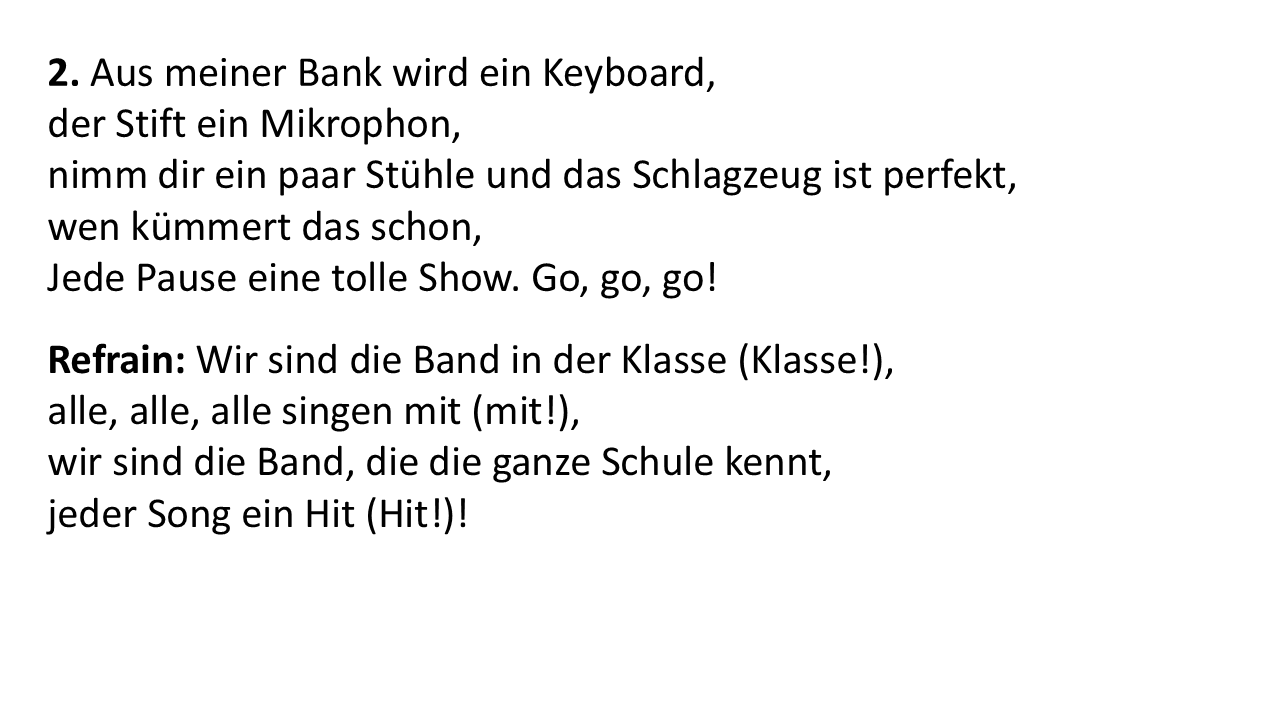 2. Aus meiner Bank wird ein Keyboard,
der Stift ein Mikrophon,
nimm dir ein paar Stühle und das Schlagzeug ist perfekt,
wen kümmert das schon,
Jede Pause eine tolle Show. Go, go, go!
Refrain: Wir sind die Band in der Klasse (Klasse!),
alle, alle, alle singen mit (mit!),
wir sind die Band, die die ganze Schule kennt,
jeder Song ein Hit (Hit!)!